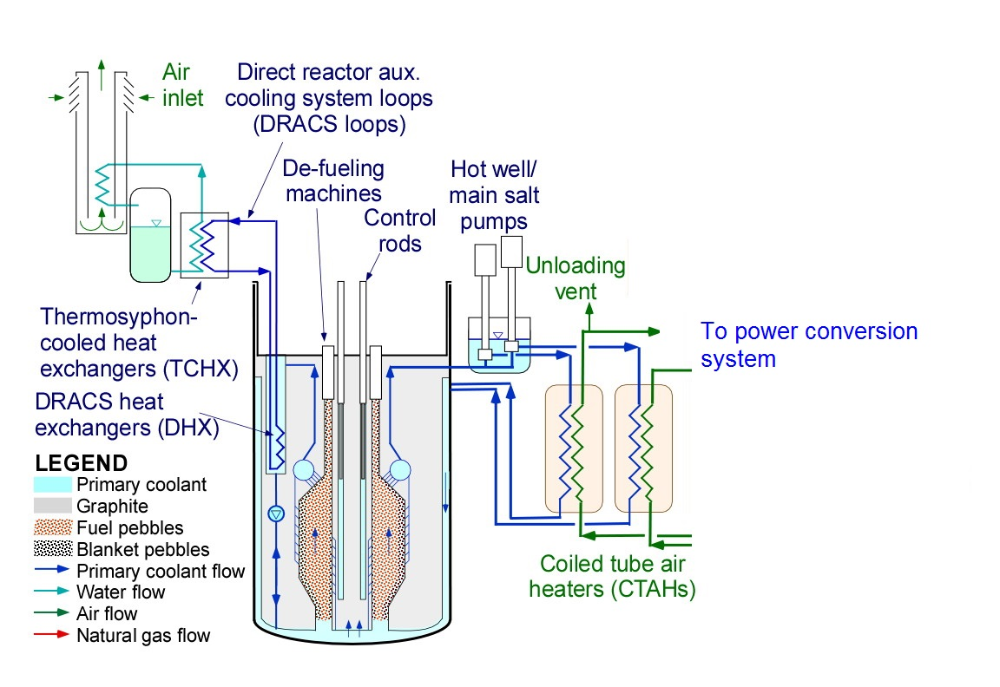 Air
inlet
Direct reactor aux.
cooling system loops
(DRACS loops)
De-fueling
machines
Control
rods
Hot well/
main salt
pumps
Unloading
vent
To power conversion
system
Thermosyphon-
cooled heat
exchangers (TCHX)
DRACS heat
exchangers (DHX)
LEGEND
Primary coolant
Graphite
Fuel pebbles
Blanket pebbles
Primary coolant flow
Water flow
Air flow
Natural gas flow
Coiled tube air
heaters (CTAHs)